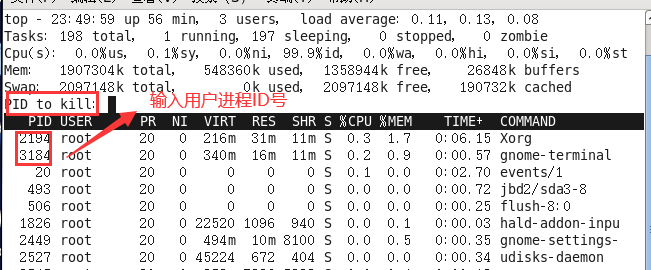 top - 23:49:59 up 56 min,  3 users,  load average: 0.11, 0.13, 0.08
Tasks: 198 total,   1 running, 197 sleeping,   0 stopped,   0 zombie
Cpu(s):  0.0%us,  0.1%sy,  0.0%ni, 99.9%id,  0.0%wa,  0.0%hi,  0.0%si,  0.0%st
Mem:   1907304k total,   548360k used,  1358944k free,    26848k buffers
Swap:  2097148k total,        0k used,  2097148k free,   190732k cached
PID to kill:
输入用户进程ID号
PID USER      PR  NI  VIRT  RES  SHR S %CPU %MEM    TIME+  COMMAND
2194 root      20   0  216m  31m  11m S  0.3  1.7   0:06.15 Xorg
3184 root      20   0  340m  16m  11m S  0.2  0.9   0:00.57 gnome-terminal
20 root      20   0     0    0    0 S  0.1  0.0   0:02.70 events/1
493 root      20   0     0    0    0 S  0.0  0.0   0:00.72 jbd2/sda3-8
506 root      20   0     0    0    0 S  0.0  0.0   0:00.25 flush-8:0
1826 root      20   0 22520 1096  940 S  0.0  0.1   0:00.03 hald-addon-inpu
2449 root      20   0  494m  10m 8100 S  0.0  0.5   0:00.35 gnome-settings-
2527 root      20   0 45224  672  404 S  0.0  0.0   0:00.34 udisks-daemon